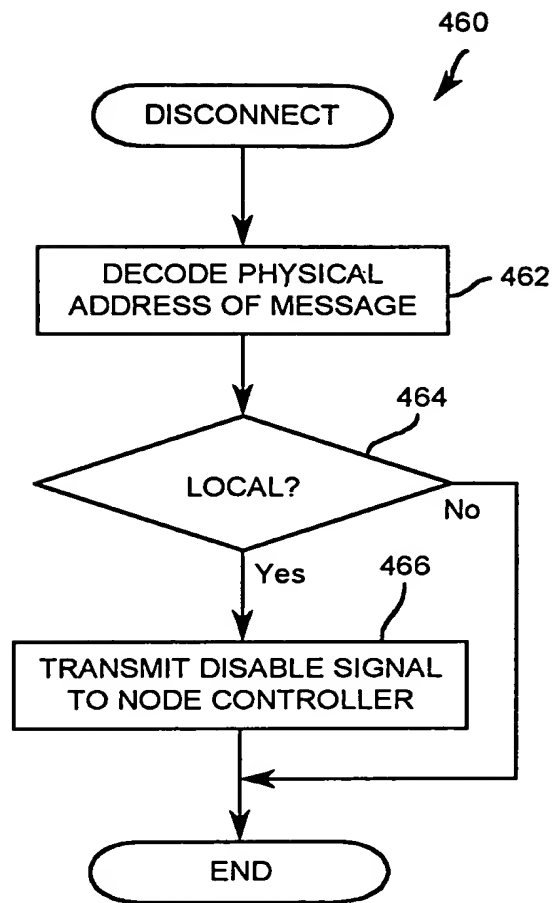 460
DISCONNECT
DECODE PHYSICAL
ADDRESS OF MESSAGE
462
464
LOCAL?
No
Yes
466
TRANSMIT DISABLE SIGNAL
TO NODE CONTROLLER
END